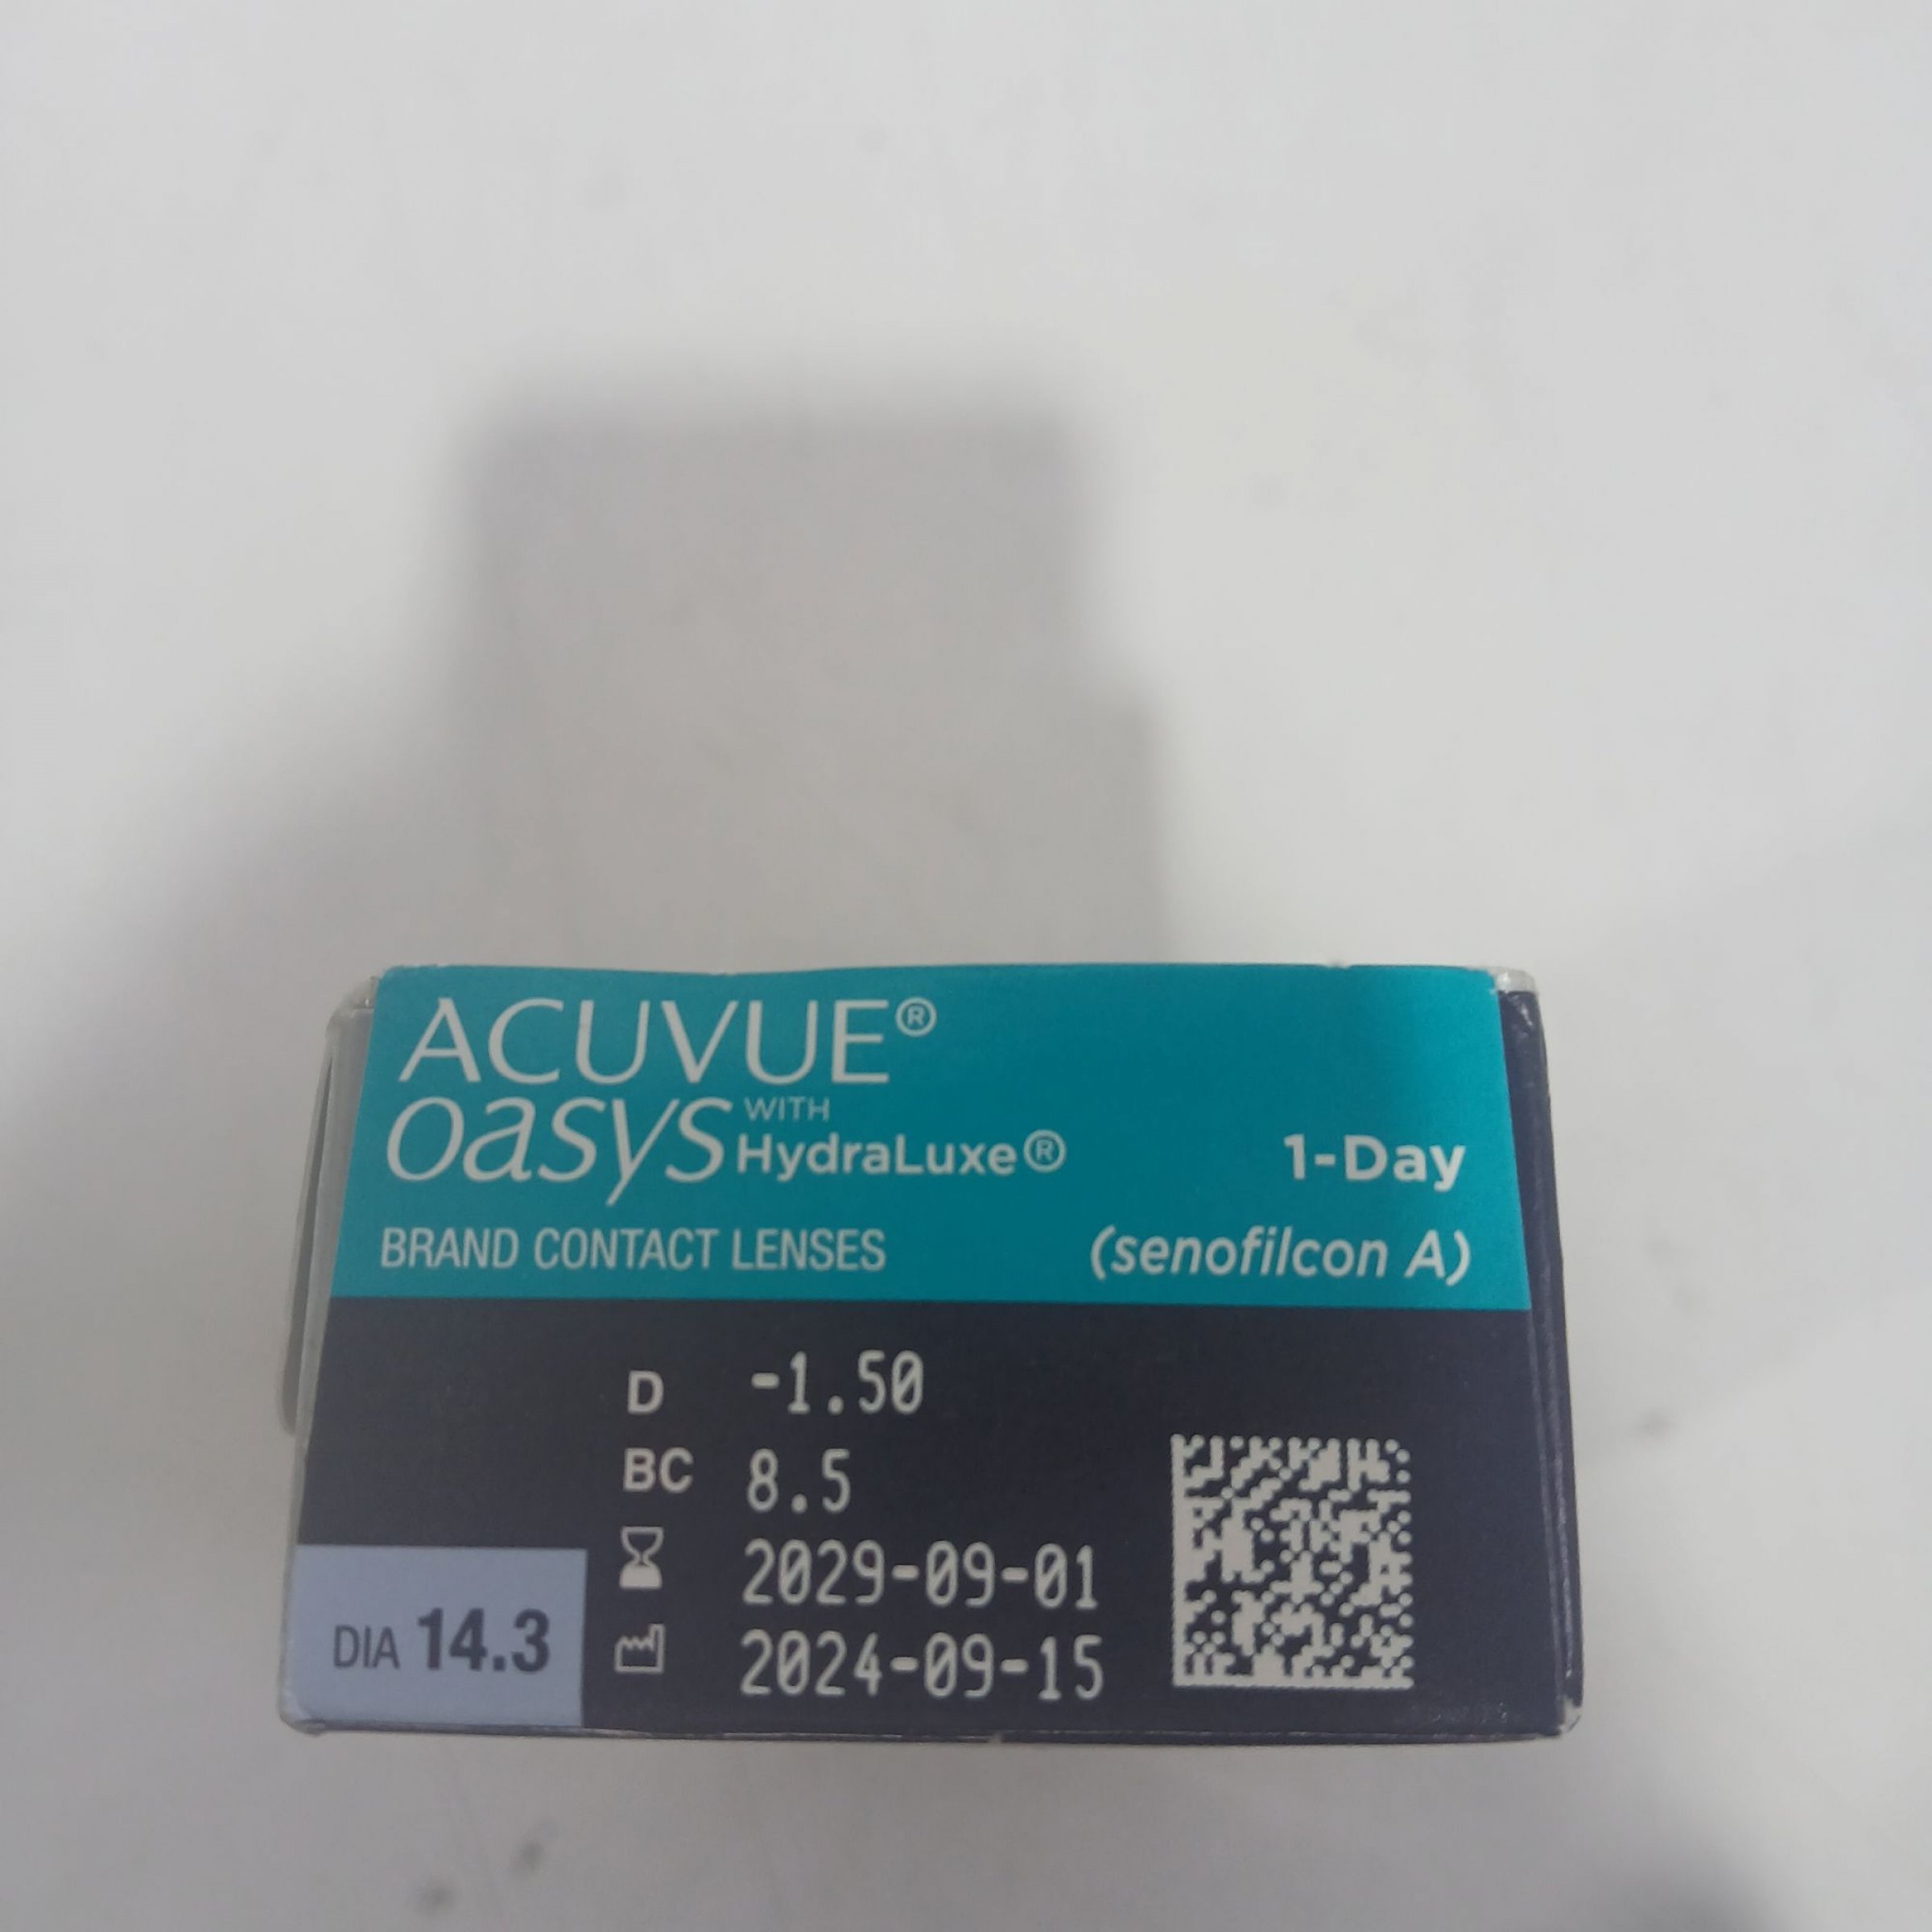 ACUVUE®
oasys WITH HydraLuxe® 1-Day
BRAND CONTACT LENSES (senofilcon A)
D -1.50
BC 8.5
2029-09-01
DIA 14.3 2024-09-15